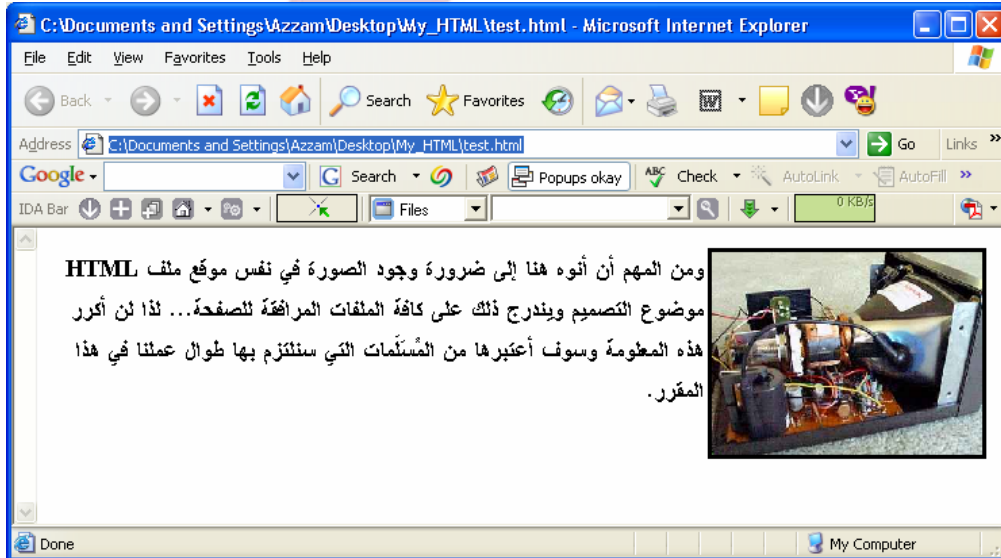 C:\Documents and Settings\Azzam\Desktop\My_HTML\test.html - Microsoft Internet Explorer
File Edit View Favorites Tools Help
Back Search Favorites
Address C:\Documents and Settings\Azzam\Desktop\My_HTML\test.html Go Links »
Google Search Popups okay ABC Check AutoLink AutoFill »
IDA Bar Files 0 KB/s
ومن المهم أن أنوه هنا إلى ضرورة وجود الصورة في نفس موقع ملف HTML
موضوع التصميم ويندرج ذلك على كافة الملفات المرافقة للصفحة... لذا لن أكرر
هذه المعلومة وسوف أعتبرها من المُسَلَمات التي سنلتزم بها طوال عملنا في هذا
المقرر.
Done My Computer